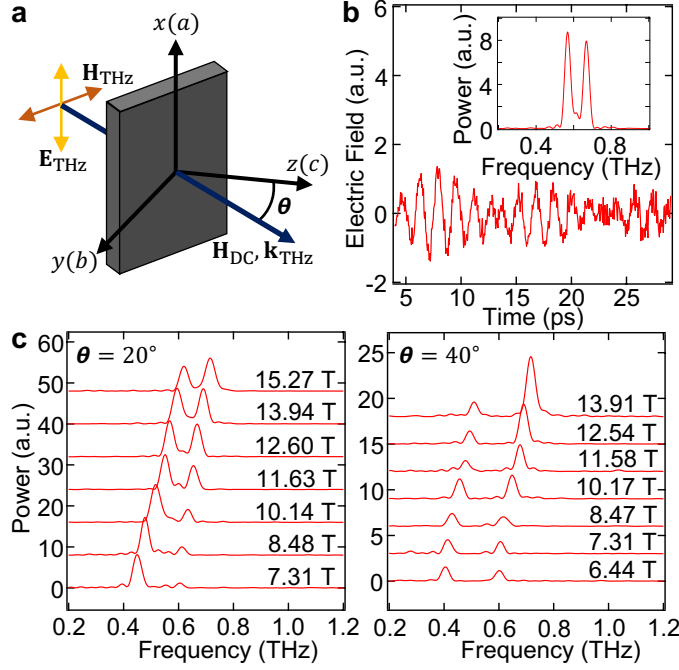 a
x(a)
H_THz
E_THz
z(c)
θ
y(b)
H_DC, k_THz
b
6
4
2
0
-2
Electric Field (a.u.)
5 10 15 20 25
Time (ps)
8
4
0
Power (a.u.)
0.4 0.8
Frequency (THz)
c
θ = 20°
60
50
40
30
20
10
0
Power (a.u.)
15.27 T
13.94 T
12.60 T
11.63 T
10.14 T
8.48 T
7.31 T
0.2 0.4 0.6 0.8 1.0 1.2
Frequency (THz)
θ = 40°
25
20
15
10
5
0
13.91 T
12.54 T
11.58 T
10.17 T
8.47 T
7.31 T
6.44 T
0.2 0.4 0.6 0.8 1.0 1.2
Frequency (THz)